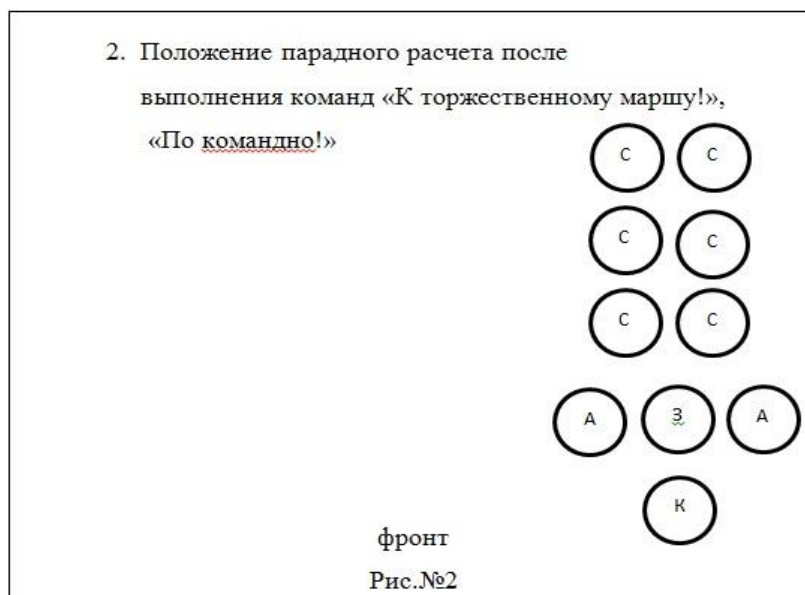 2. Положение парадного расчета после
выполнения команд «К торжественному маршу!»,
«По командно!»
С С
С С
С С
А З А
К
фронт
Рис.№2